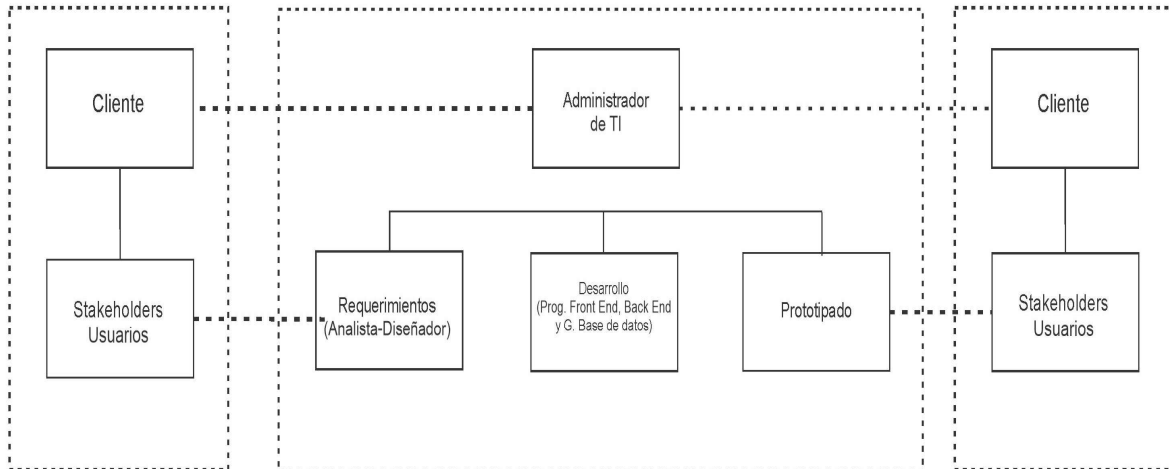 Cliente
Administrador
de TI
Cliente
Stakeholders
Usuarios
Requerimientos
(Analista-Diseñador)
Desarrollo
(Prog. Front End, Back End
y G. Base de datos)
Prototipado
Stakeholders
Usuarios